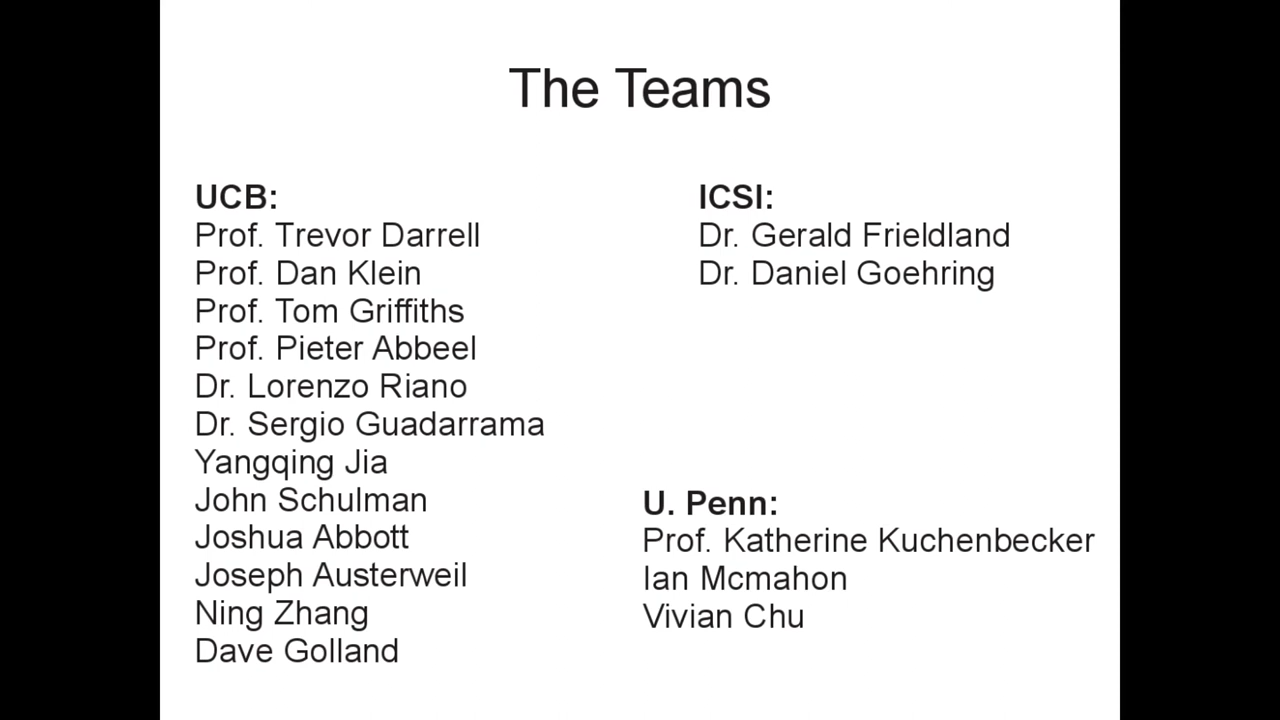 The Teams
UCB:
Prof. Trevor Darrell
Prof. Dan Klein
Prof. Tom Griffiths
Prof. Pieter Abbeel
Dr. Lorenzo Riano
Dr. Sergio Guadarrama
Yangqing Jia
John Schulman
Joshua Abbott
Joseph Austerweil
Ning Zhang
Dave Golland
ICSI:
Dr. Gerald Frieldland
Dr. Daniel Goehring
U. Penn:
Prof. Katherine Kuchenbecker
Ian Mcmahon
Vivian Chu